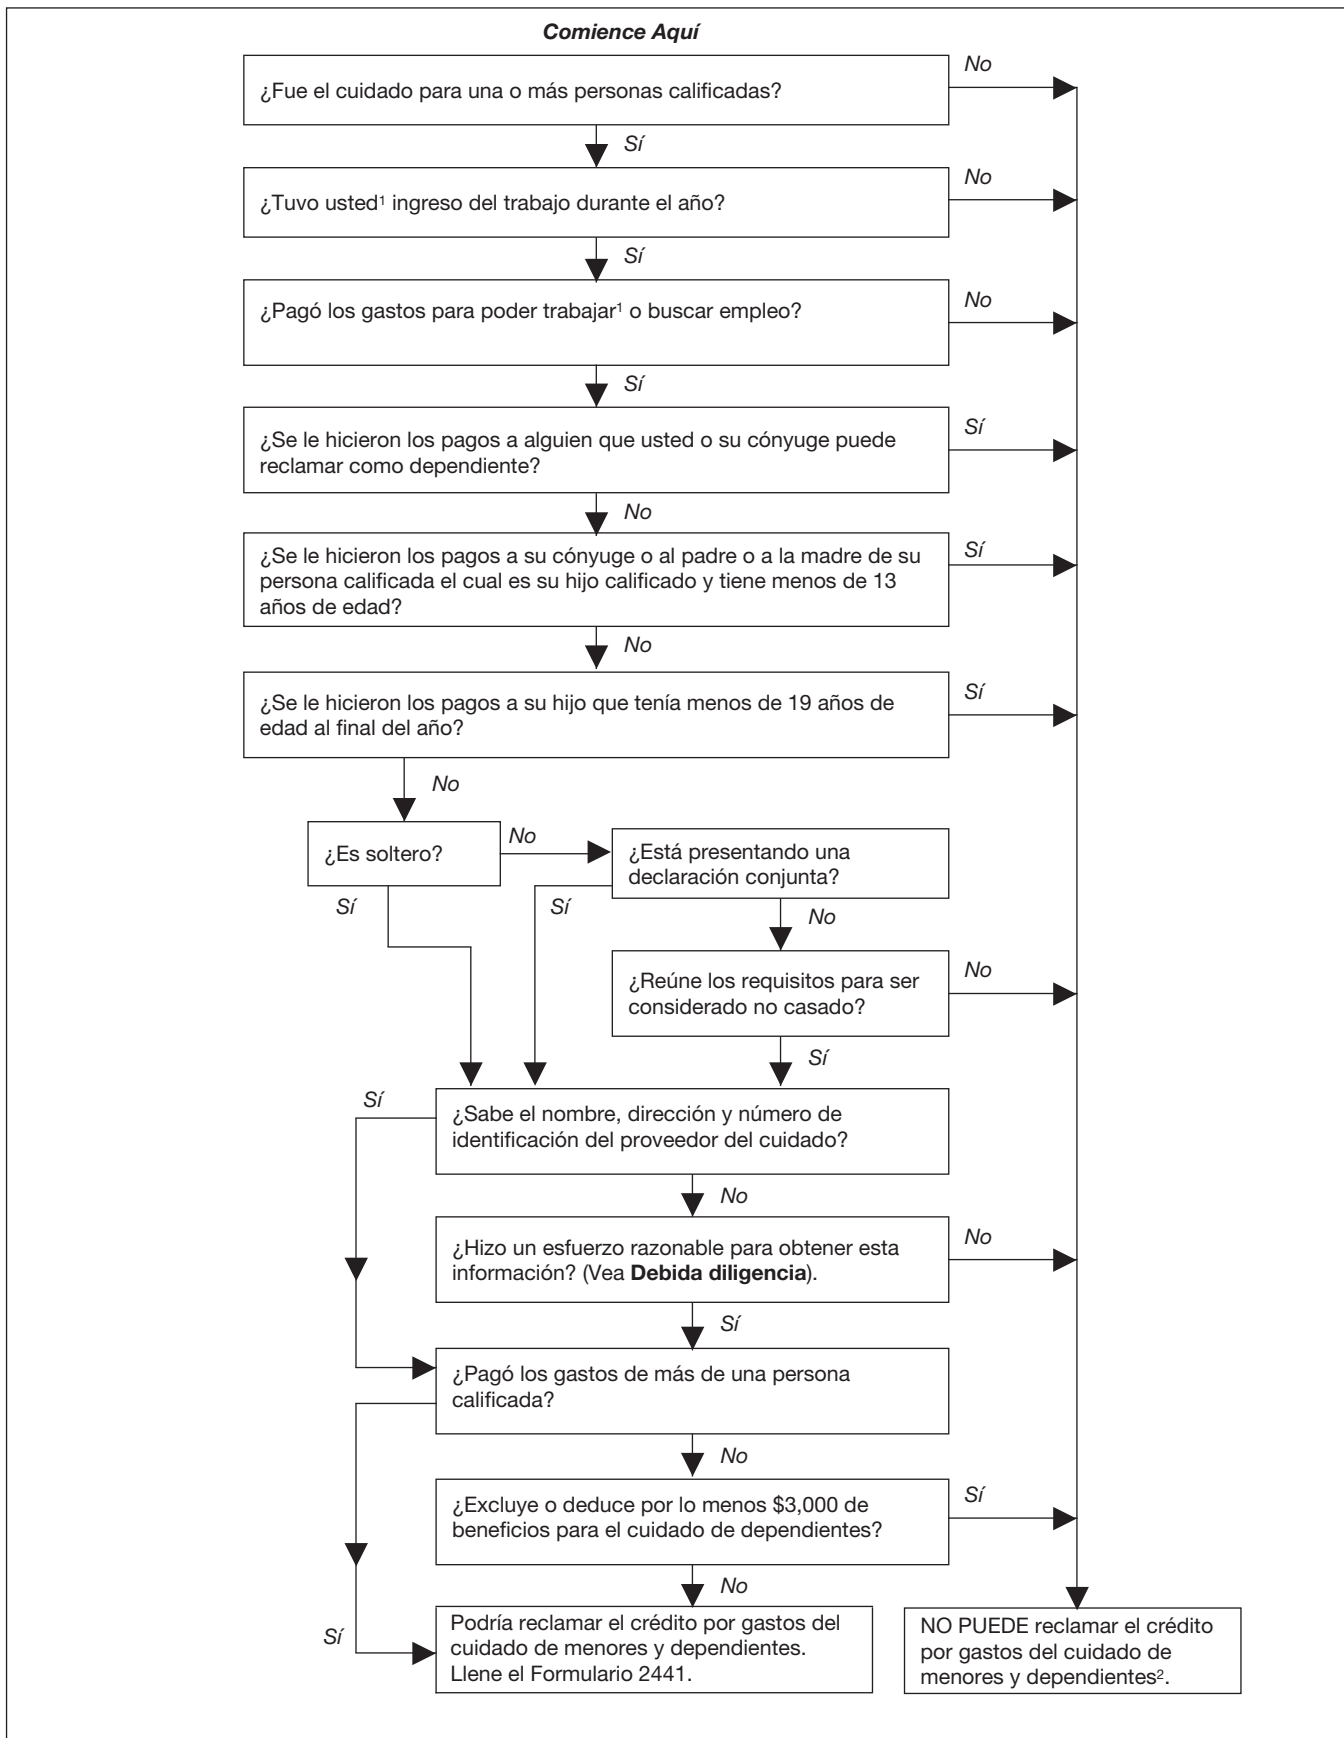 Comience Aquí
¿Fue el cuidado para una o más personas calificadas?
No
Sí
¿Tuvo usted¹ ingreso del trabajo durante el año?
No
Sí
¿Pagó los gastos para poder trabajar¹ o buscar empleo?
No
Sí
¿Se le hicieron los pagos a alguien que usted o su cónyuge puede
reclamar como dependiente?
Sí
No
¿Se le hicieron los pagos a su cónyuge o al padre o a la madre de su
persona calificada el cual es su hijo calificado y tiene menos de 13
años de edad?
Sí
No
¿Se le hicieron los pagos a su hijo que tenía menos de 19 años de
edad al final del año?
Sí
No
¿Es soltero?
No
Sí
¿Está presentando una
declaración conjunta?
Sí
No
¿Reúne los requisitos para ser
considerado no casado?
No
Sí
¿Sabe el nombre, dirección y número de
identificación del proveedor del cuidado?
Sí
No
¿Hizo un esfuerzo razonable para obtener esta
información? (Vea Debida diligencia).
No
Sí
¿Pagó los gastos de más de una persona
calificada?
No
¿Excluye o deduce por lo menos $3,000 de
beneficios para el cuidado de dependientes?
Sí
No
Sí
Podría reclamar el crédito por gastos del
cuidado de menores y dependientes.
Llene el Formulario 2441.
NO PUEDE reclamar el crédito
por gastos del cuidado de
menores y dependientes².